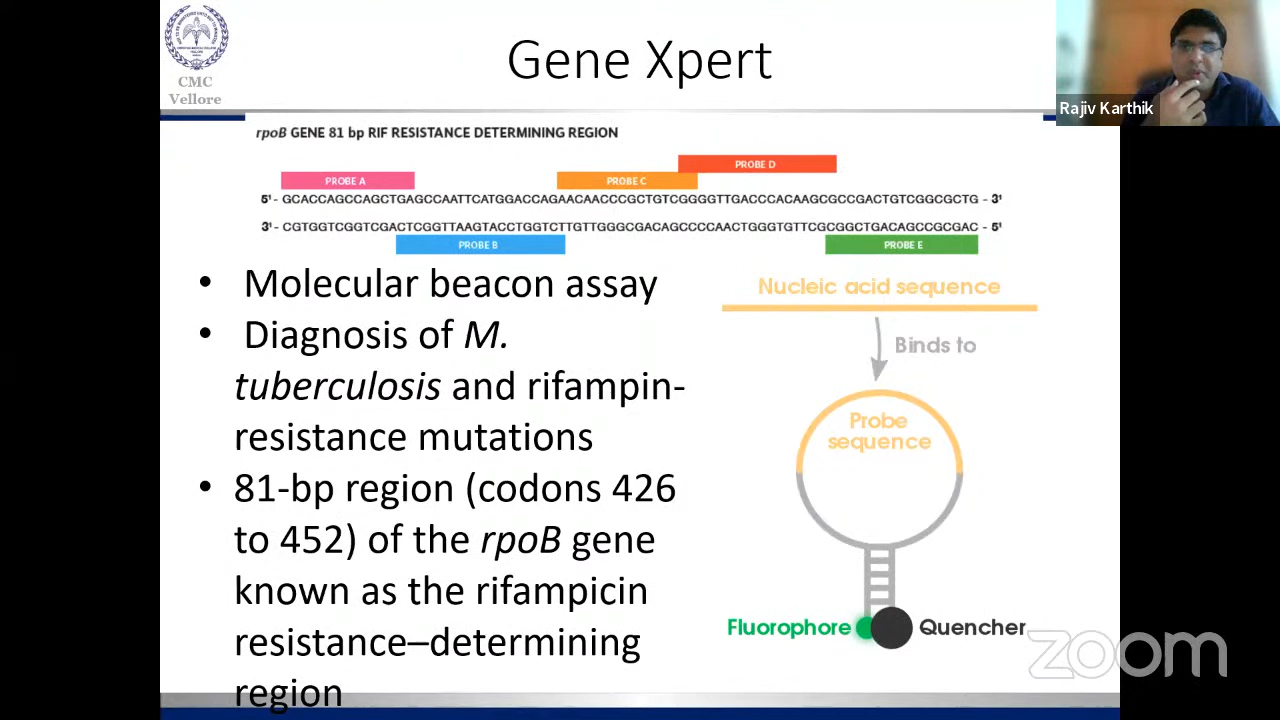 Gene Xpert
CMC
Vellore
Rajiv Karthik
rpoB GENE 81 bp RIF RESISTANCE DETERMINING REGION
PROBE D
PROBE A
PROBE C
5'- GCACCAGCCAGCTGAGCCAATTCATGGACCAGAACAACCCGCTGTCGGGGTTGACCCACAAGCGCCGACTGTCGGCGCTG - 3'
3'- CGTGGTCGGTCGACTCGGTTAAGTACCTGGTCTTGTTGGGCGACAGCCCCAACTGGGTGTTCGCGGCTGACAGCCGCGAC - 5'
PROBE B
PROBE E
• Molecular beacon assay
• Diagnosis of M.
tuberculosis and rifampin-
resistance mutations
• 81-bp region (codons 426
to 452) of the rpoB gene
known as the rifampicin
resistance–determining
region
Nucleic acid sequence
Binds to
Probe
sequence
Fluorophore
Quencher
zoom